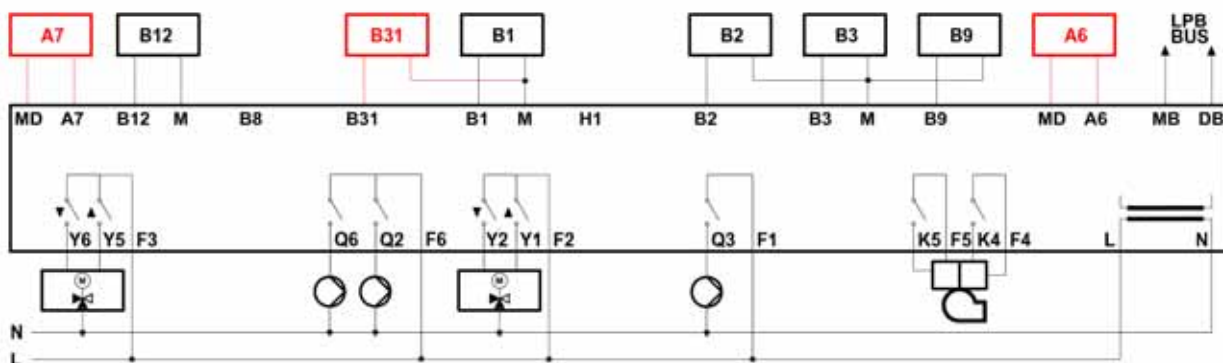 LPB
A7 B12 B31 B1 B2 B3 B9 A6 BUS
MD A7 B12 M B8 B31 B1 M H1 B2 B3 M B9 MD A6 MB DB
Y6 Y5 F3 Q6 Q2 F6 Y2 Y1 F2 Q3 F1 K5 F5 K4 F4 L N
M M
N
L